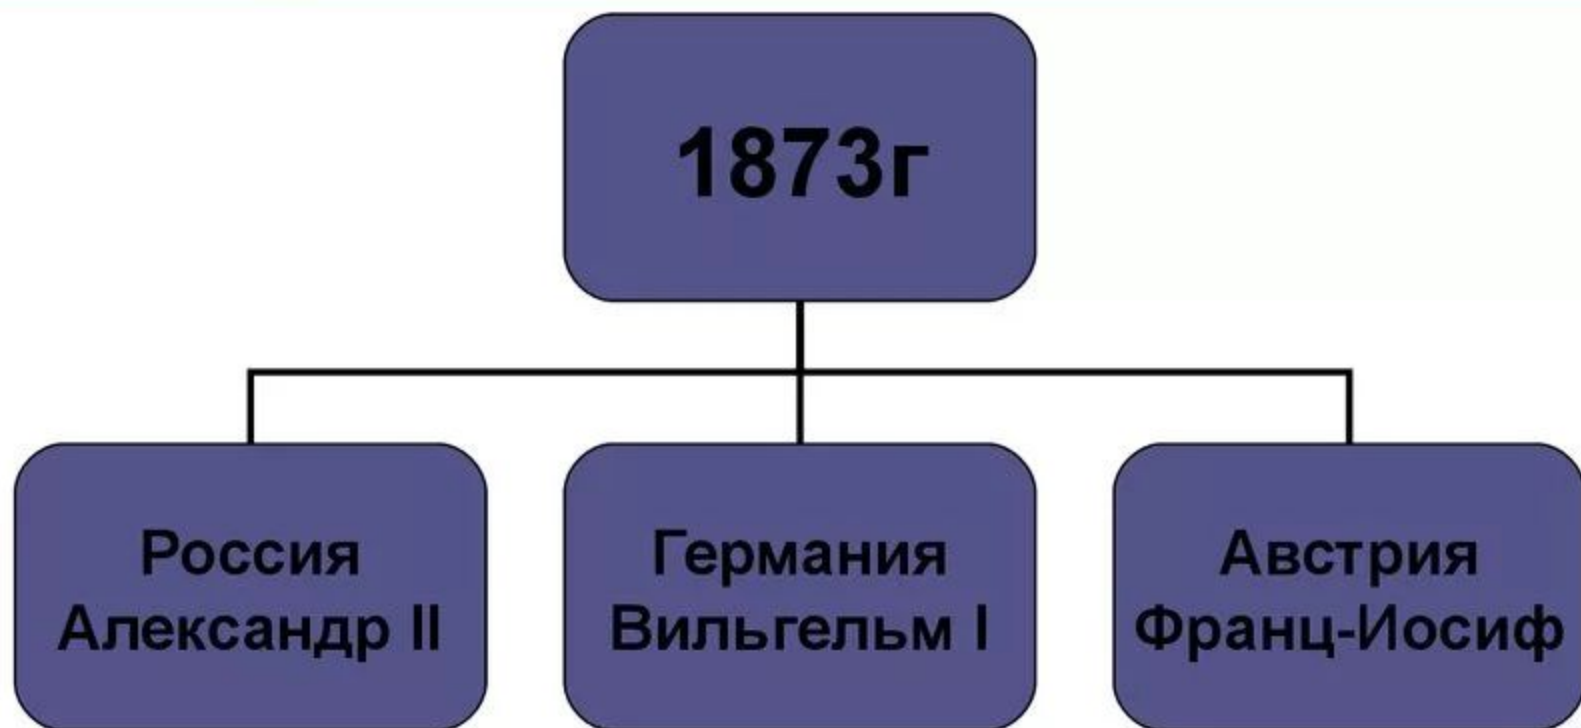 1873г
Россия
Александр II
Германия
Вильгельм I
Австрия
Франц-Иосиф